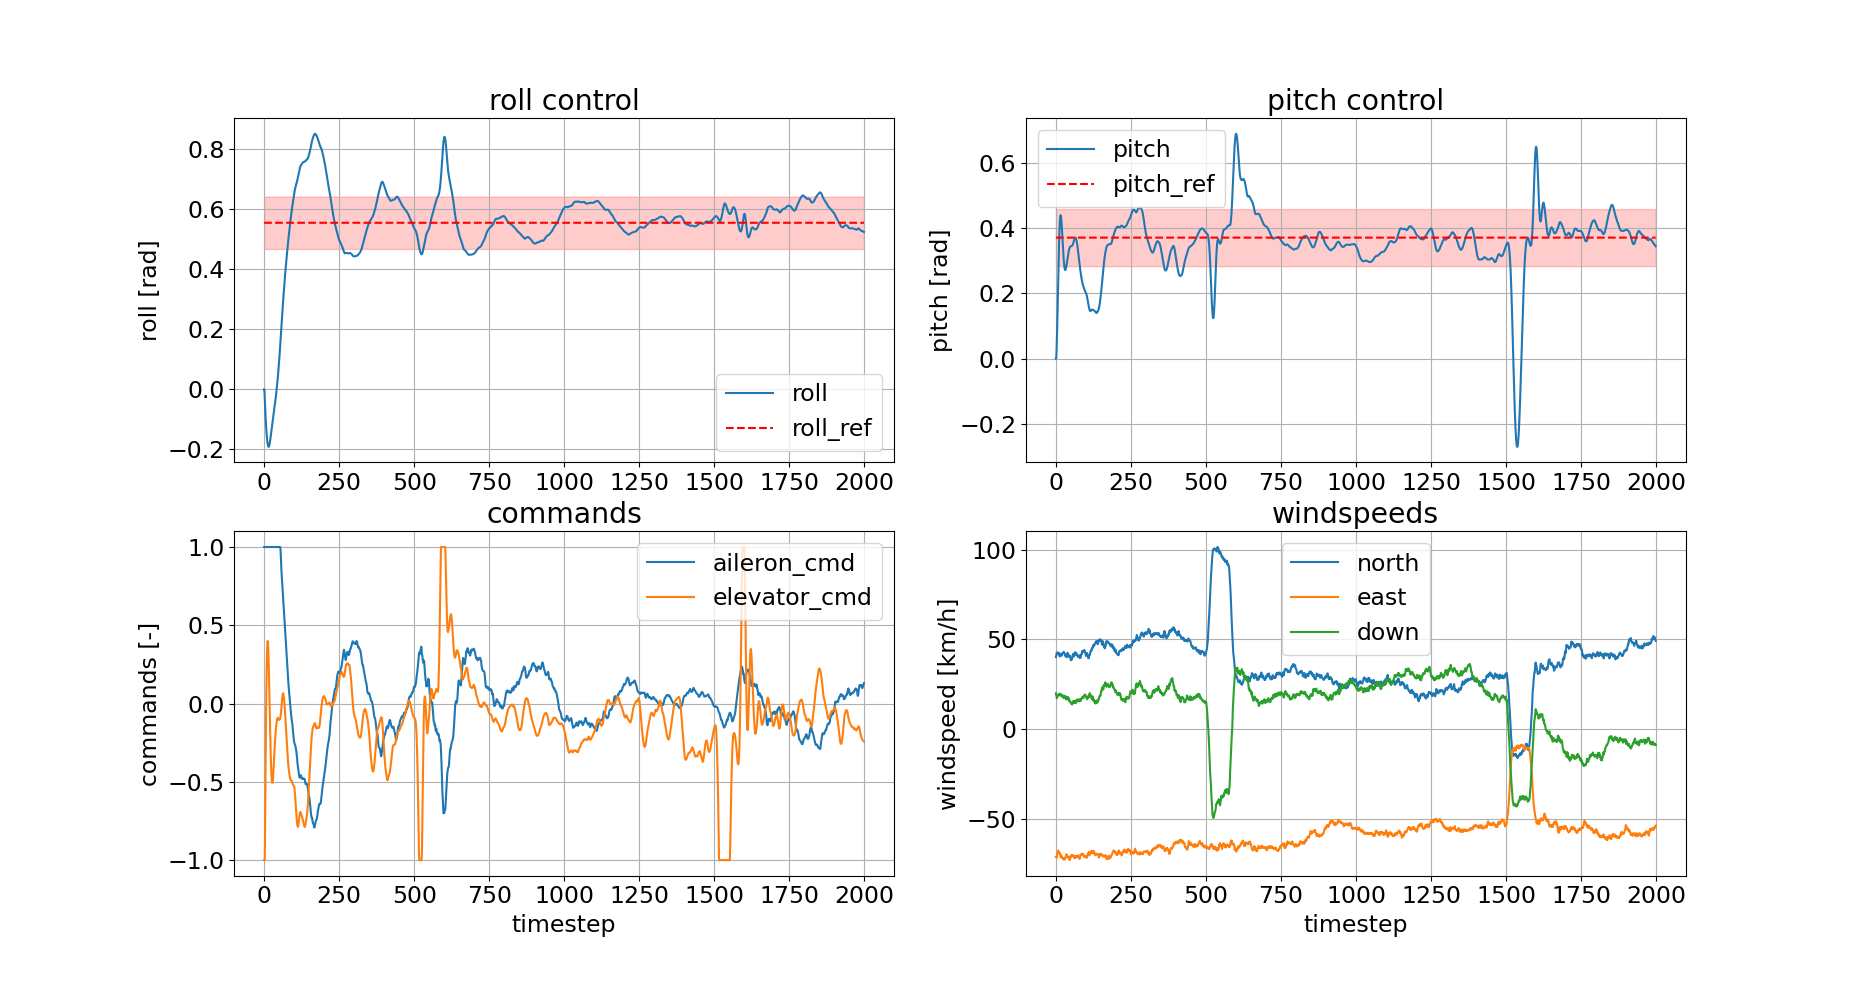 roll control
roll [rad]
0.8
0.6
0.4
0.2
0.0
−0.2
0 250 500 750 1000 1250 1500 1750 2000
roll
roll_ref
pitch control
pitch [rad]
0.6
0.4
0.2
0.0
−0.2
0 250 500 750 1000 1250 1500 1750 2000
pitch
pitch_ref
commands
commands [-]
1.0
0.5
0.0
−0.5
−1.0
0 250 500 750 1000 1250 1500 1750 2000
timestep
aileron_cmd
elevator_cmd
windspeeds
windspeed [km/h]
100
50
0
−50
0 250 500 750 1000 1250 1500 1750 2000
timestep
north
east
down